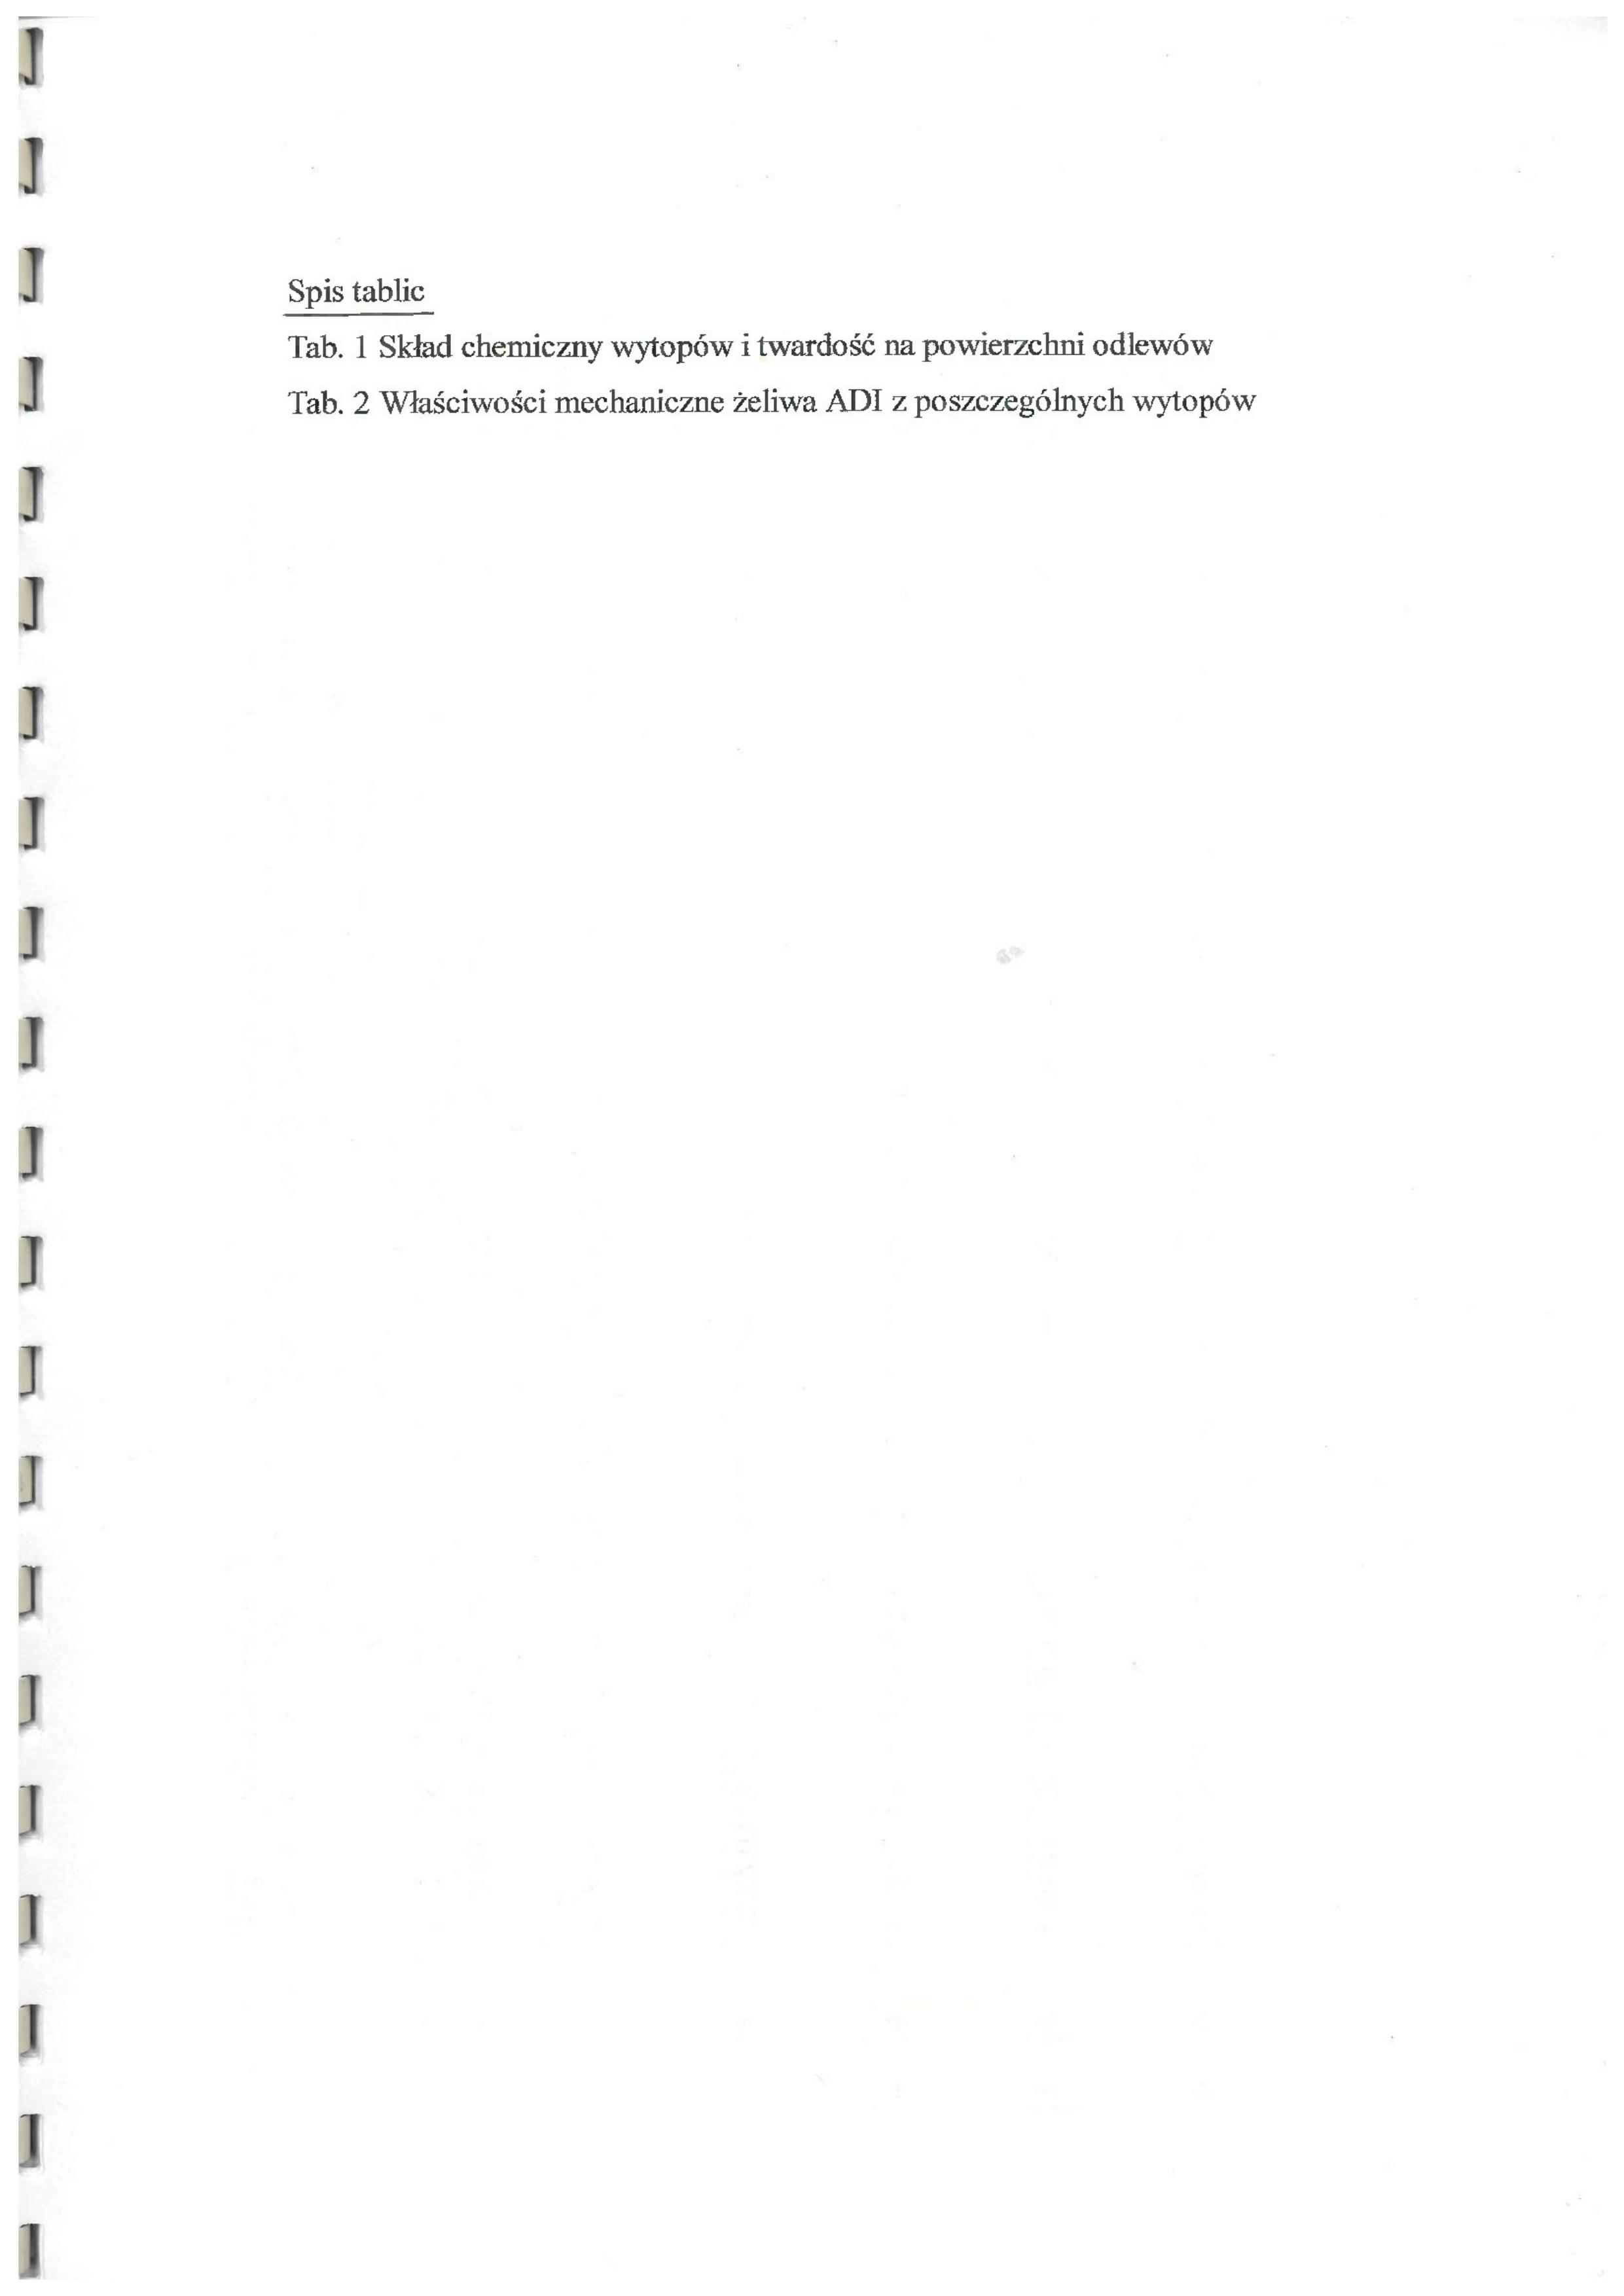 Spis tablic
Tab. 1 Skład chemiczny wytopów i twardość na powierzchni odlewów
Tab. 2 Właściwości mechaniczne żeliwa ADI z poszczególnych wytopów